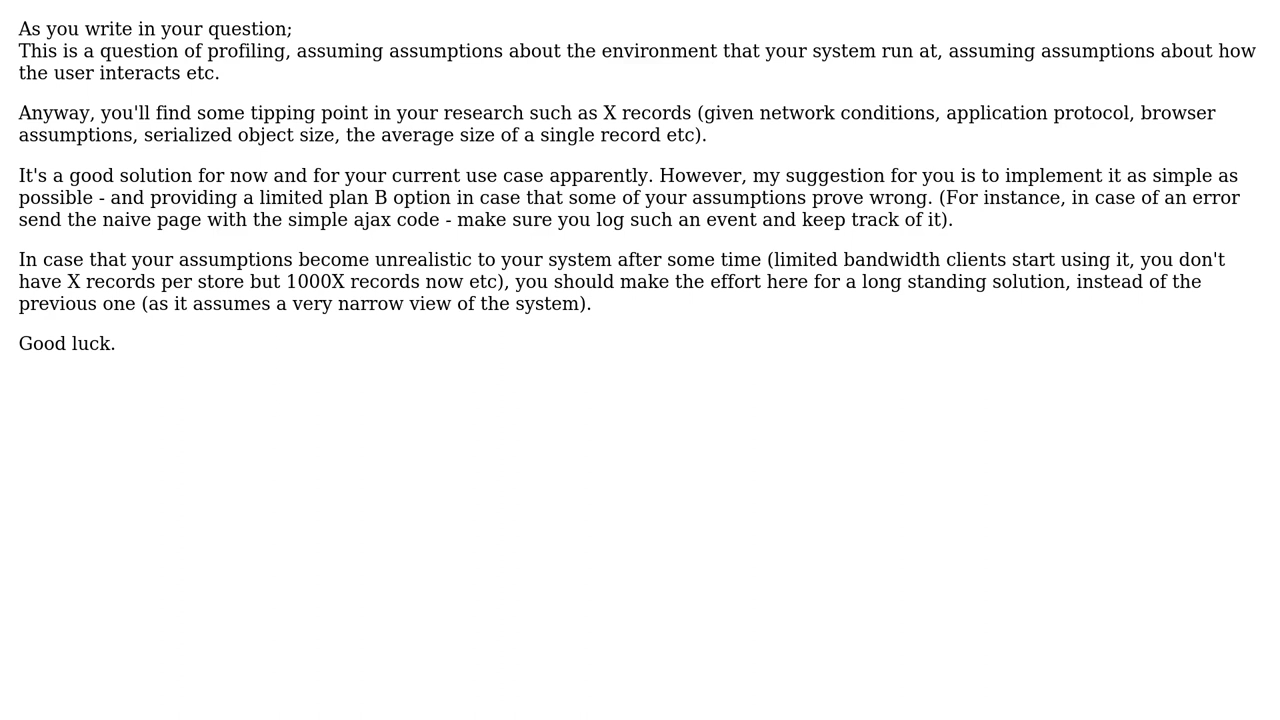 As you write in your question;
This is a question of profiling, assuming assumptions about the environment that your system run at, assuming assumptions about how
the user interacts etc.
Anyway, you'll find some tipping point in your research such as X records (given network conditions, application protocol, browser
assumptions, serialized object size, the average size of a single record etc).
It's a good solution for now and for your current use case apparently. However, my suggestion for you is to implement it as simple as
possible - and providing a limited plan B option in case that some of your assumptions prove wrong. (For instance, in case of an error
send the naive page with the simple ajax code - make sure you log such an event and keep track of it).
In case that your assumptions become unrealistic to your system after some time (limited bandwidth clients start using it, you don't
have X records per store but 1000X records now etc), you should make the effort here for a long standing solution, instead of the
previous one (as it assumes a very narrow view of the system).
Good luck.